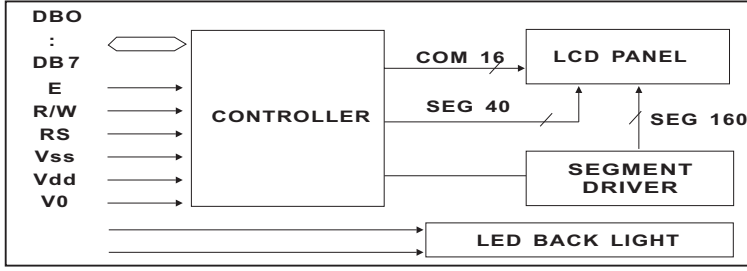 DBO
:
DB7
E
R/W
RS
Vss
Vdd
V0
CONTROLLER
COM 16
SEG 40
LCD PANEL
SEG 160
SEGMENT
DRIVER
LED BACK LIGHT